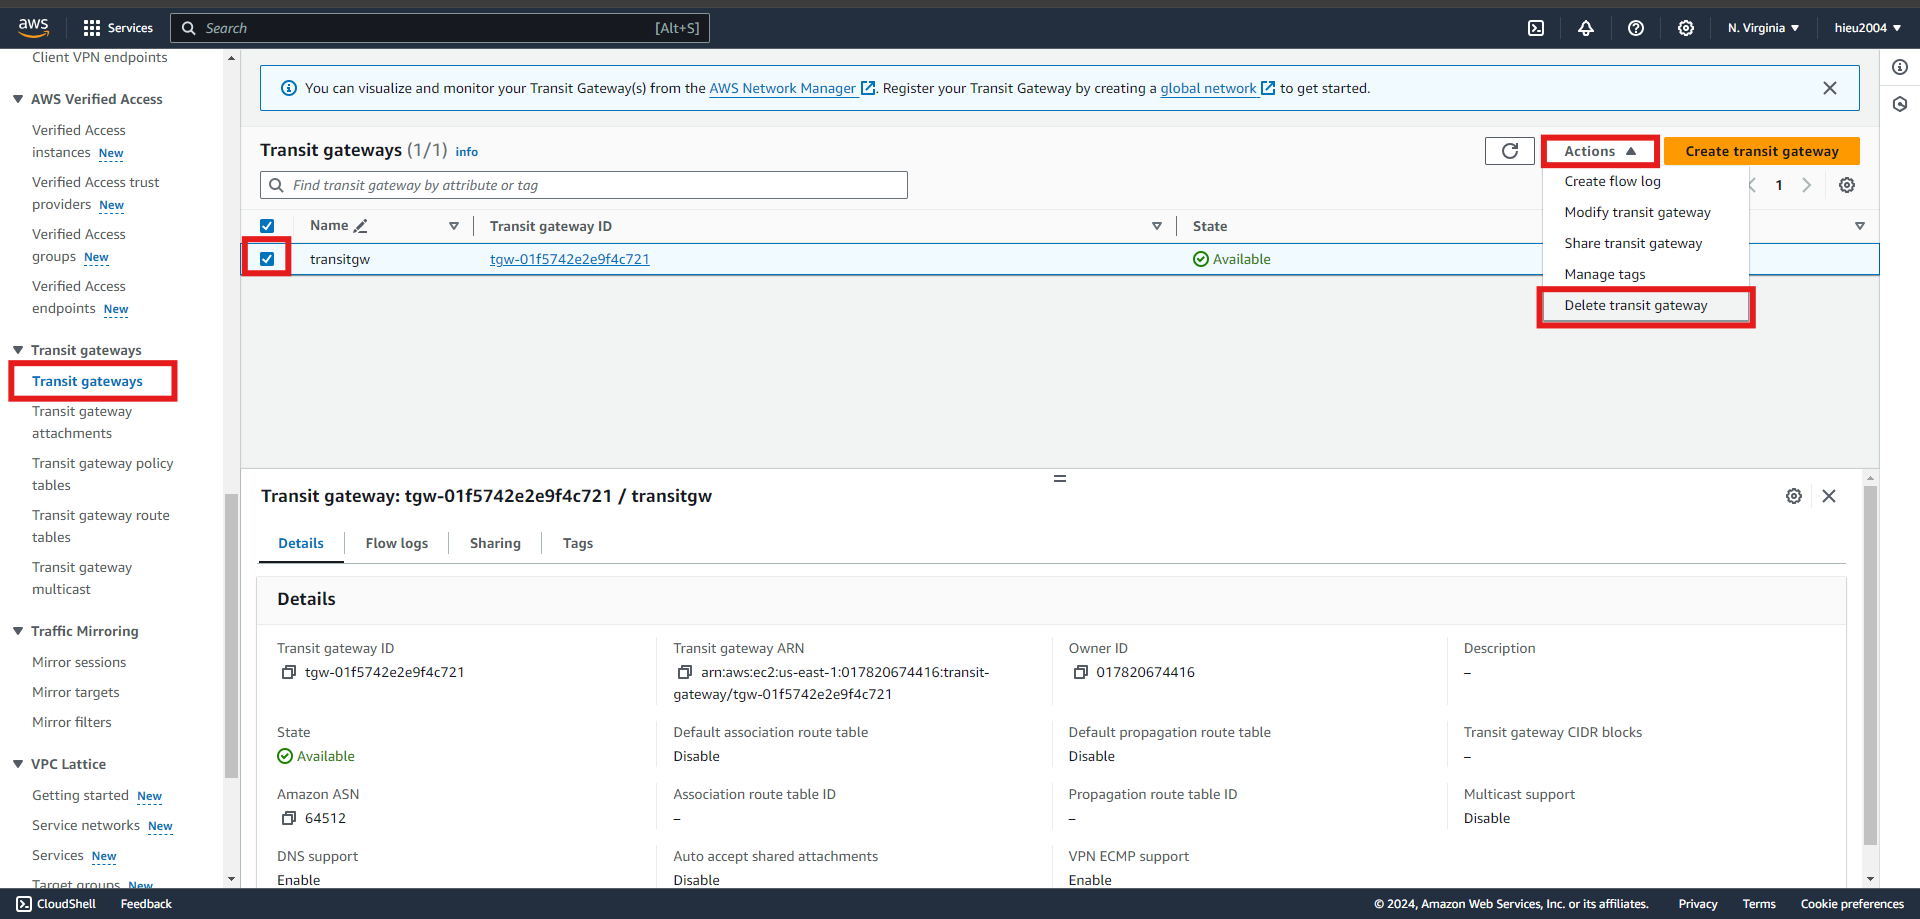 aws
Services
Search
[Alt+S]
N. Virginia
hieu2004
Client VPN endpoints
AWS Verified Access
Verified Access
instances New
Verified Access trust
providers New
Verified Access
groups New
Verified Access
endpoints New
Transit gateways
Transit gateways
Transit gateway
attachments
Transit gateway policy
tables
Transit gateway route
tables
Transit gateway
multicast
Traffic Mirroring
Mirror sessions
Mirror targets
Mirror filters
VPC Lattice
Getting started New
Service networks New
Services New
Target groups New
You can visualize and monitor your Transit Gateway(s) from the AWS Network Manager . Register your Transit Gateway by creating a global network to get started.
Transit gateways (1/1) info
Actions
Create transit gateway
Find transit gateway by attribute or tag
1
Create flow log
Modify transit gateway
Share transit gateway
Manage tags
Delete transit gateway
Name
Transit gateway ID
State
transitgw
tgw-01f5742e2e9f4c721
Available
Transit gateway: tgw-01f5742e2e9f4c721 / transitgw
Details
Flow logs
Sharing
Tags
Details
Transit gateway ID
tgw-01f5742e2e9f4c721
Transit gateway ARN
arn:aws:ec2:us-east-1:017820674416:transit-
gateway/tgw-01f5742e2e9f4c721
Owner ID
017820674416
Description
–
State
Available
Default association route table
Disable
Default propagation route table
Disable
Transit gateway CIDR blocks
–
Amazon ASN
64512
Association route table ID
–
Propagation route table ID
–
Multicast support
Disable
DNS support
Enable
Auto accept shared attachments
Disable
VPN ECMP support
Enable
CloudShell
Feedback
© 2024, Amazon Web Services, Inc. or its affiliates.
Privacy
Terms
Cookie preferences